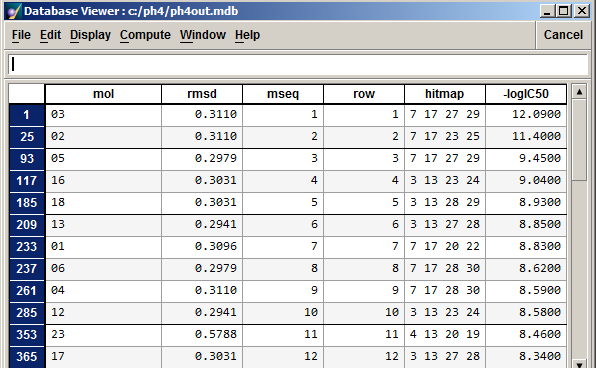 Database Viewer : c:/ph4/ph4out.mdb
File Edit Display Compute Window Help Cancel
mol rmsd mseq row hitmap -logIC50
1 03 0.3110 1 1 7 17 27 29 12.0900
25 02 0.3110 2 2 7 17 23 25 11.4000
93 05 0.2979 3 3 7 17 27 29 9.4500
117 16 0.3031 4 4 3 13 23 24 9.0400
185 18 0.3031 5 5 3 13 28 29 8.9300
209 13 0.2941 6 6 3 13 27 28 8.8500
233 01 0.3096 7 7 7 17 20 22 8.8300
237 06 0.2979 8 8 7 17 28 30 8.6200
261 04 0.3110 9 9 7 17 28 30 8.5900
285 12 0.2941 10 10 3 13 23 24 8.5800
353 23 0.5788 11 11 4 13 20 19 8.4600
365 17 0.3031 12 12 3 13 27 28 8.3400